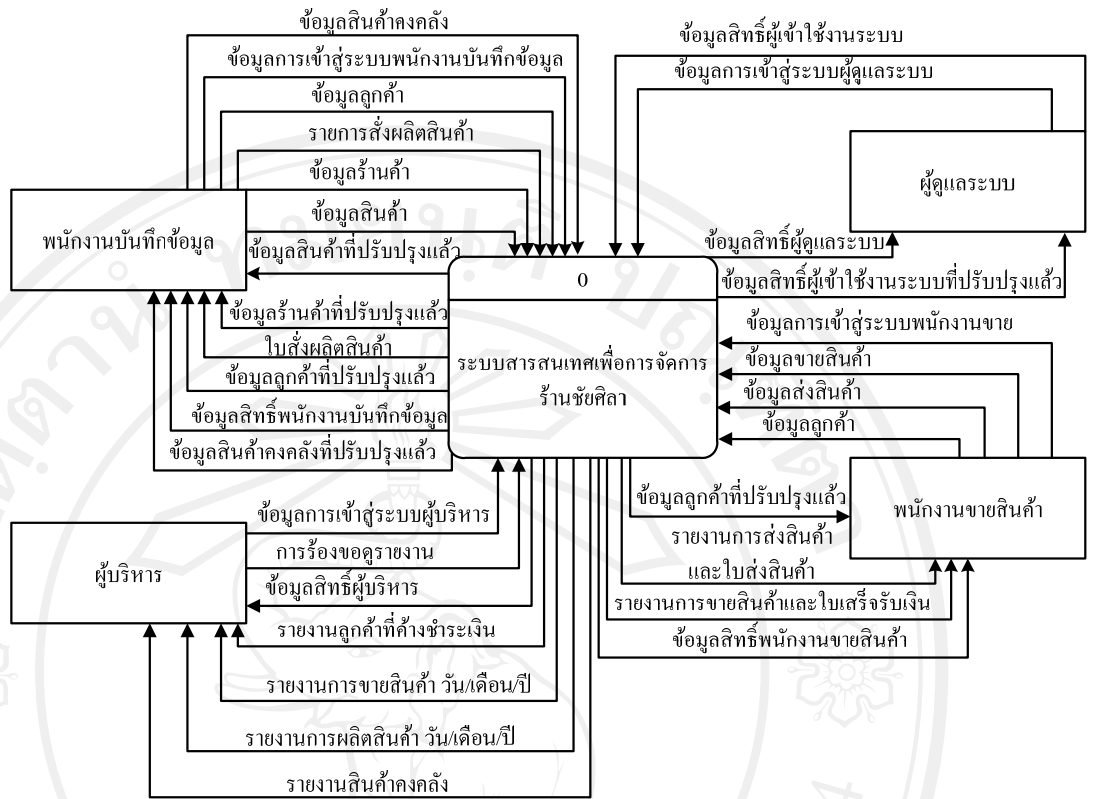 ข้อมูลสินค้าคงคลัง
ข้อมูลการเข้าสู่ระบบพนักงานบันทึกข้อมูล
ข้อมูลลูกค้า
รายการสั่งผลิตสินค้า
ข้อมูลร้านค้า
ข้อมูลสินค้า
พนักงานบันทึกข้อมูล
ข้อมูลสินค้าที่ปรับปรุงแล้ว
ข้อมูลร้านค้าที่ปรับปรุงแล้ว
ใบสั่งผลิตสินค้า
ข้อมูลลูกค้าที่ปรับปรุงแล้ว
ข้อมูลสิทธิ์พนักงานบันทึกข้อมูล
ข้อมูลสินค้าคงคลังที่ปรับปรุงแล้ว
ข้อมูลสิทธิ์ผู้เข้าใช้งานระบบ
ข้อมูลการเข้าสู่ระบบผู้ดูแลระบบ
ผู้ดูแลระบบ
ข้อมูลสิทธิ์ผู้ดูแลระบบ
ข้อมูลสิทธิ์ผู้เข้าใช้งานระบบที่ปรับปรุงแล้ว
0
ระบบสารสนเทศเพื่อการจัดการ
ร้านชัยศิลา
ข้อมูลการเข้าสู่ระบบพนักงานขาย
ข้อมูลขายสินค้า
ข้อมูลส่งสินค้า
ข้อมูลลูกค้า
พนักงานขายสินค้า
ข้อมูลลูกค้าที่ปรับปรุงแล้ว
รายงานการส่งสินค้า
และใบส่งสินค้า
รายงานการขายสินค้าและใบเสร็จรับเงิน
ข้อมูลสิทธิ์พนักงานขายสินค้า
ข้อมูลการเข้าสู่ระบบผู้บริหาร
การร้องขอดูรายงาน
ผู้บริหาร
ข้อมูลสิทธิ์ผู้บริหาร
รายงานลูกค้าที่ค้างชำระเงิน
รายงานการขายสินค้า วัน/เดือน/ปี
รายงานการผลิตสินค้า วัน/เดือน/ปี
รายงานสินค้าคงคลัง